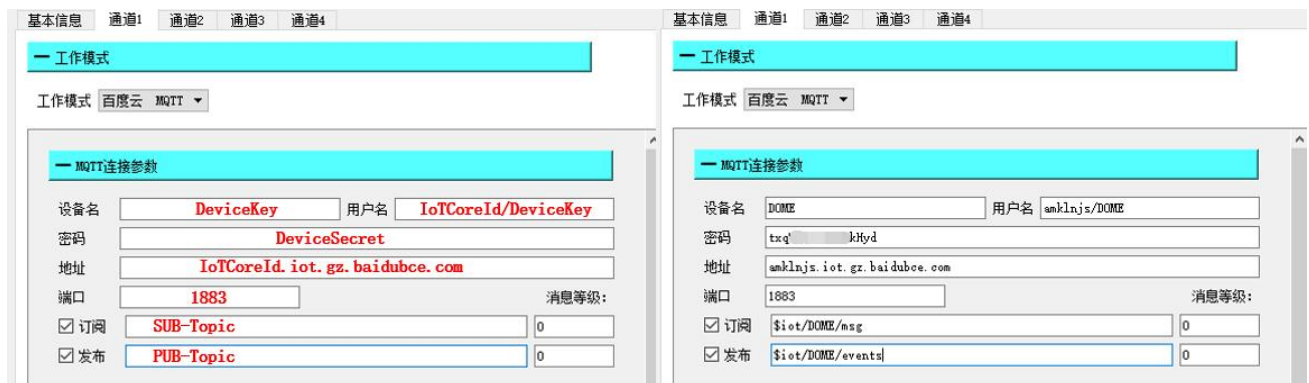 基本信息 通道1 通道2 通道3 通道4
一 工作模式
工作模式 百度云 MQTT
一 MQTT连接参数
设备名 DeviceKey 用户名 IoTCoreId/DeviceKey
密码 DeviceSecret
地址 IoTCoreId.iot.gz.baidubce.com
端口 1883 消息等级:
订阅 SUB-Topic 0
发布 PUB-Topic 0
基本信息 通道1 通道2 通道3 通道4
一 工作模式
工作模式 百度云 MQTT
一 MQTT连接参数
设备名 DOME 用户名 amklnjs/DOME
密码 txq kHyd
地址 amklnjs.iot.gz.baidubce.com
端口 1883 消息等级:
订阅 $iot/DOME/msg 0
发布 $iot/DOME/events 0